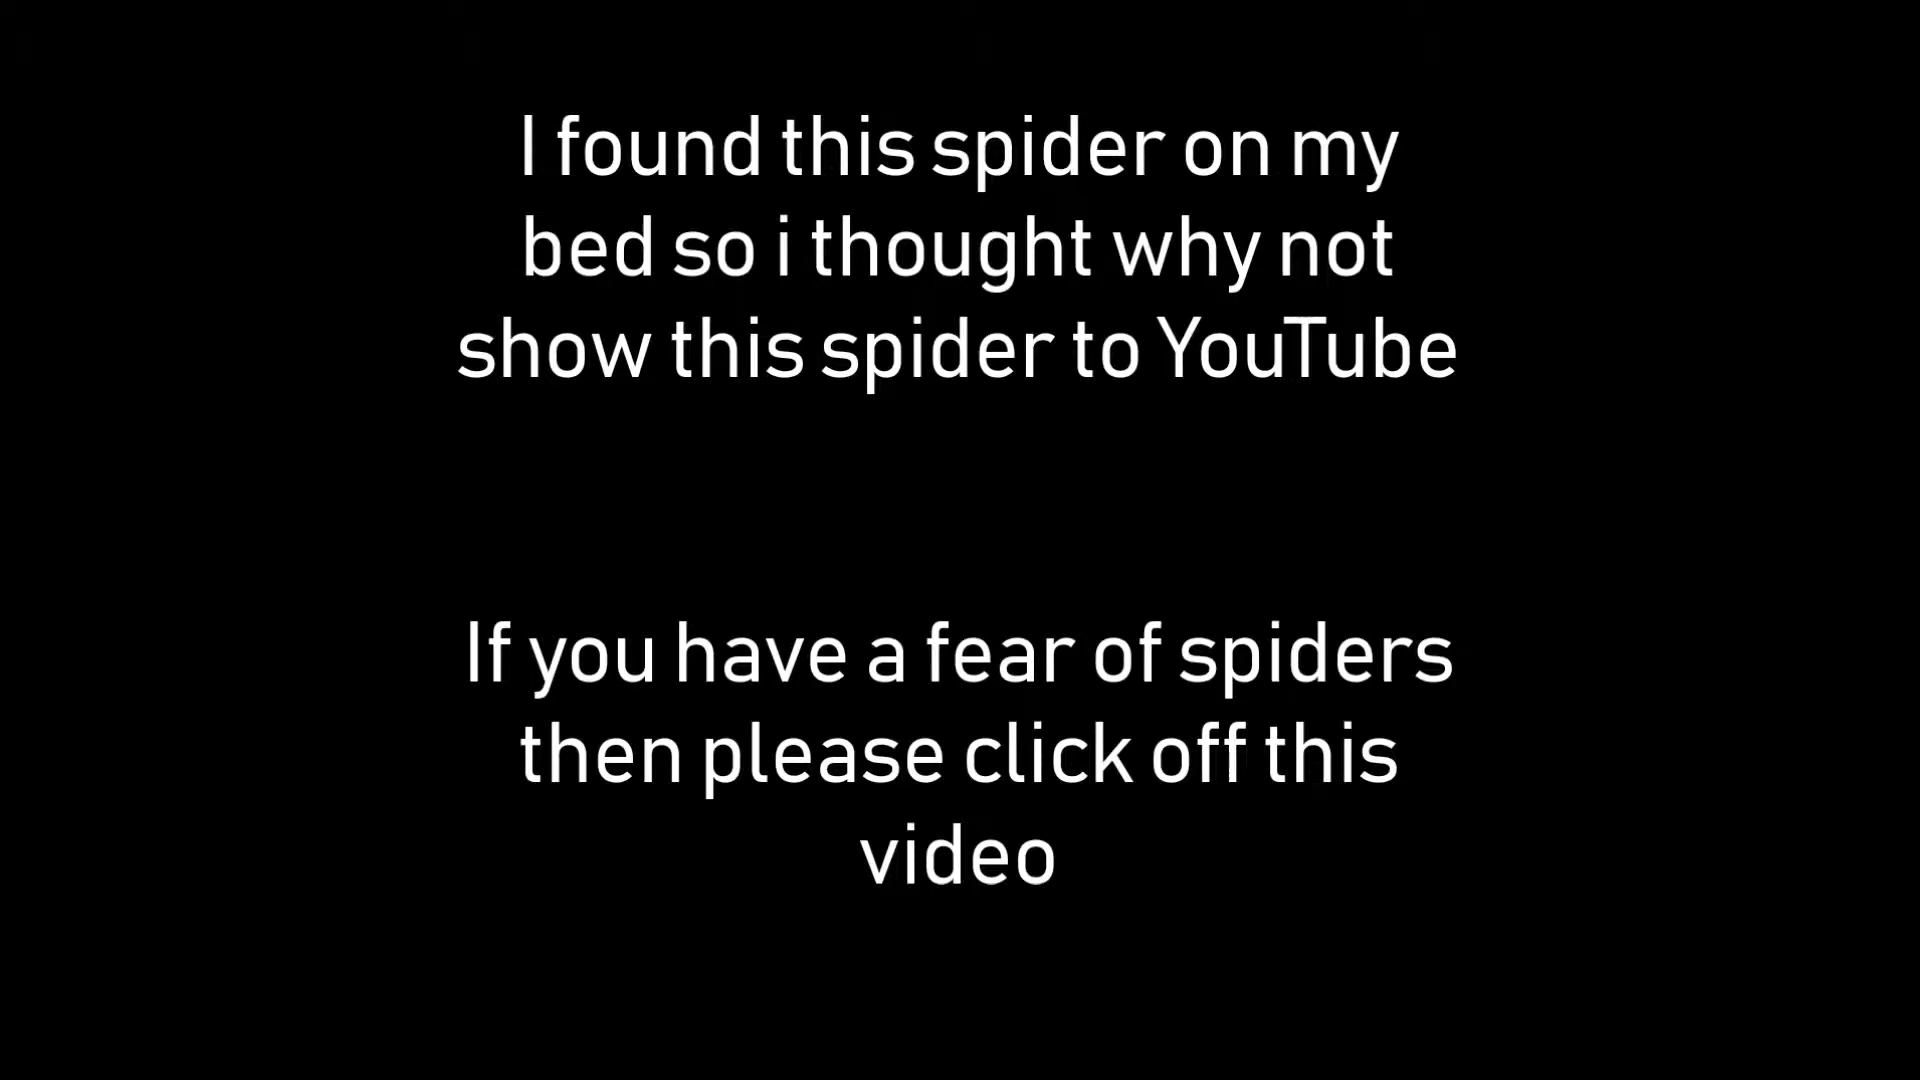 I found this spider on my
bed so i thought why not
show this spider to YouTube
If you have a fear of spiders
then please click off this
video